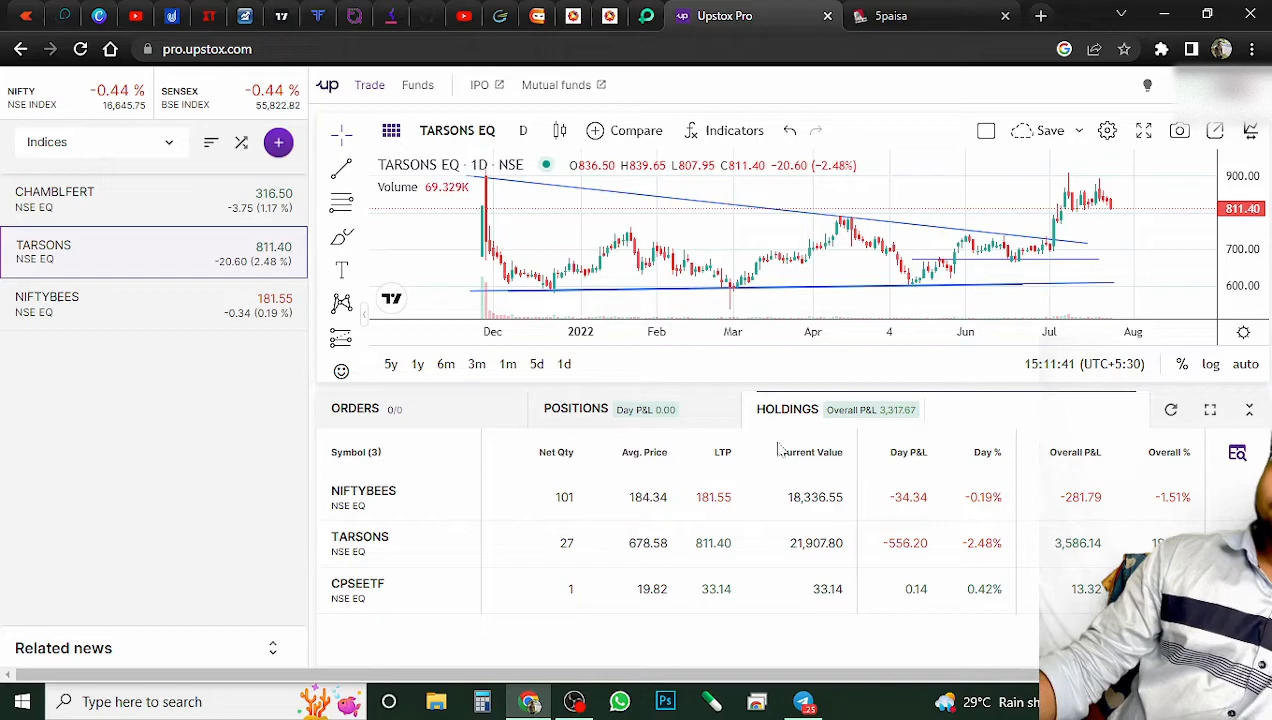 Upstox Pro
5paisa
pro.upstox.com
NIFTY -0.44 % SENSEX -0.44 %
NSE INDEX 16,645.75 BSE INDEX 55,822.82
up Trade Funds IPO Mutual funds
Indices
TARSONS EQ D Compare Indicators Save
TARSONS EQ · 1D · NSE O836.50 H839.65 L807.95 C811.40 -20.60 (-2.48%)
Volume 69.329K
CHAMBLFERT 316.50
NSE EQ -3.75 (1.17 %)
TARSONS 811.40
NSE EQ -20.60 (2.48 %)
NIFTYBEES 181.55
NSE EQ -0.34 (0.19 %)
900.00
811.40
700.00
600.00
Dec 2022 Feb Mar Apr 4 Jun Jul Aug
5y 1y 6m 3m 1m 5d 1d 15:11:41 (UTC+5:30) % log auto
ORDERS 0/0 POSITIONS Day P&L 0.00 HOLDINGS Overall P&L 3,317.67
Symbol (3) Net Qty Avg. Price LTP Current Value Day P&L Day % Overall P&L Overall %
NIFTYBEES 101 184.34 181.55 18,336.55 -34.34 -0.19% -281.79 -1.51%
NSE EQ
TARSONS 27 678.58 811.40 21,907.80 -556.20 -2.48% 3,586.14
NSE EQ
CPSEETF 1 19.82 33.14 33.14 0.14 0.42% 13.32
NSE EQ
Related news
Type here to search
Ps
25
29°C Rain